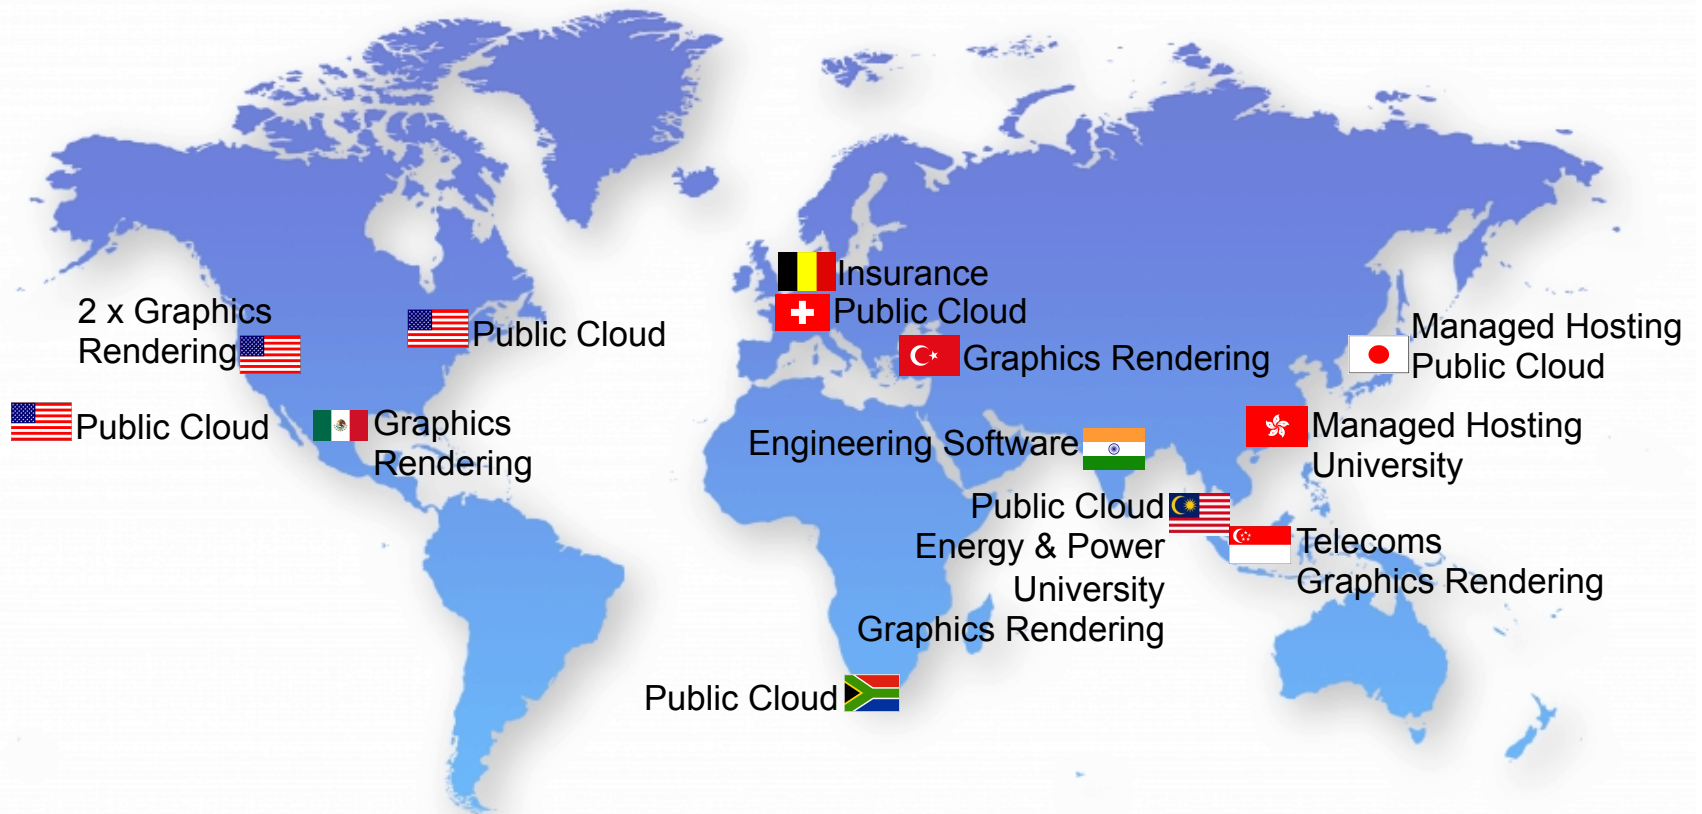 Insurance
Public Cloud
2 x Graphics
Rendering
Public Cloud
Graphics Rendering
Managed Hosting
Public Cloud
Public Cloud
Graphics
Rendering
Engineering Software
Managed Hosting
University
Public Cloud
Energy & Power
University
Graphics Rendering
Telecoms
Graphics Rendering
Public Cloud